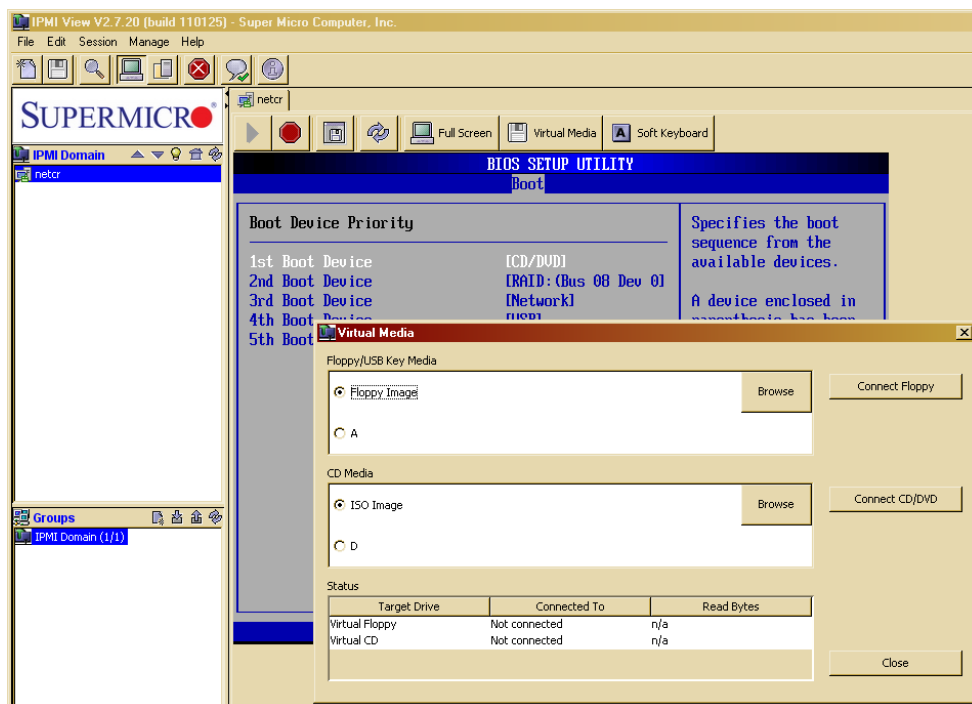 IPMI View V2.7.20 (build 110125) - Super Micro Computer, Inc.
File Edit Session Manage Help
SUPERMICRO
IPMI Domain
netcr
Groups
IPMI Domain (1/1)
netcr
Full Screen Virtual Media A Soft Keyboard
BIOS SETUP UTILITY
Boot
Boot Device Priority
1st Boot Device [CD/DVD]
2nd Boot Device [RAID:(Bus 08 Dev 0]
3rd Boot Device [Network]
4th Boot Device [USB]
5th Boot
Specifies the boot
sequence from the
available devices.
A device enclosed in
parenthesis has been
Virtual Media
Floppy/USB Key Media
Floppy Image Browse Connect Floppy
A
CD Media
ISO Image Browse Connect CD/DVD
D
Status
Target Drive Connected To Read Bytes
Virtual Floppy Not connected n/a
Virtual CD Not connected n/a
Close